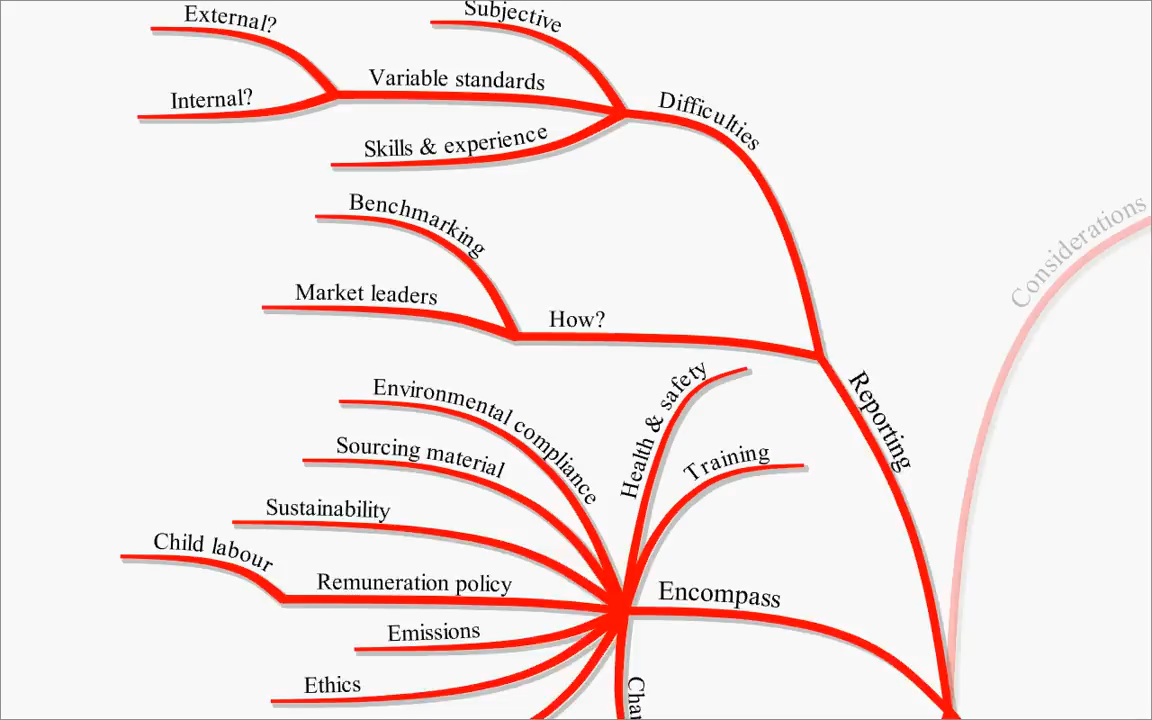 External?
Subjective
Internal?
Variable standards
Difficulties
Skills & experience
Benchmarking
Considerations
Market leaders
How?
Reporting
Environmental compliance
Health & safety
Sourcing material
Training
Sustainability
Child labour
Remuneration policy
Encompass
Emissions
Ethics